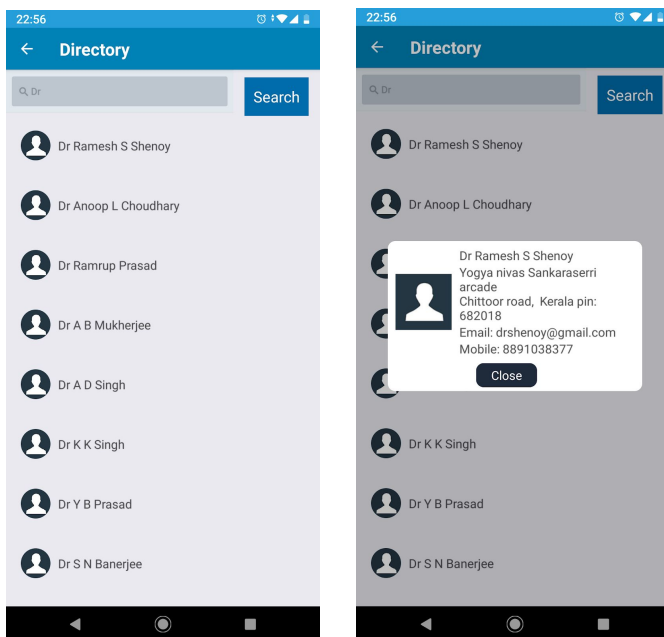 22:56
Directory
Dr
Search
Dr Ramesh S Shenoy
Dr Anoop L Choudhary
Dr Ramrup Prasad
Dr A B Mukherjee
Dr A D Singh
Dr K K Singh
Dr Y B Prasad
Dr S N Banerjee
22:56
Directory
Dr
Search
Dr Ramesh S Shenoy
Dr Anoop L Choudhary
Dr Ramesh S Shenoy
Yogya nivas Sankaraserri
arcade
Chittoor road, Kerala pin:
682018
Email: drshenoy@gmail.com
Mobile: 8891038377
Close
Dr K K Singh
Dr Y B Prasad
Dr S N Banerjee